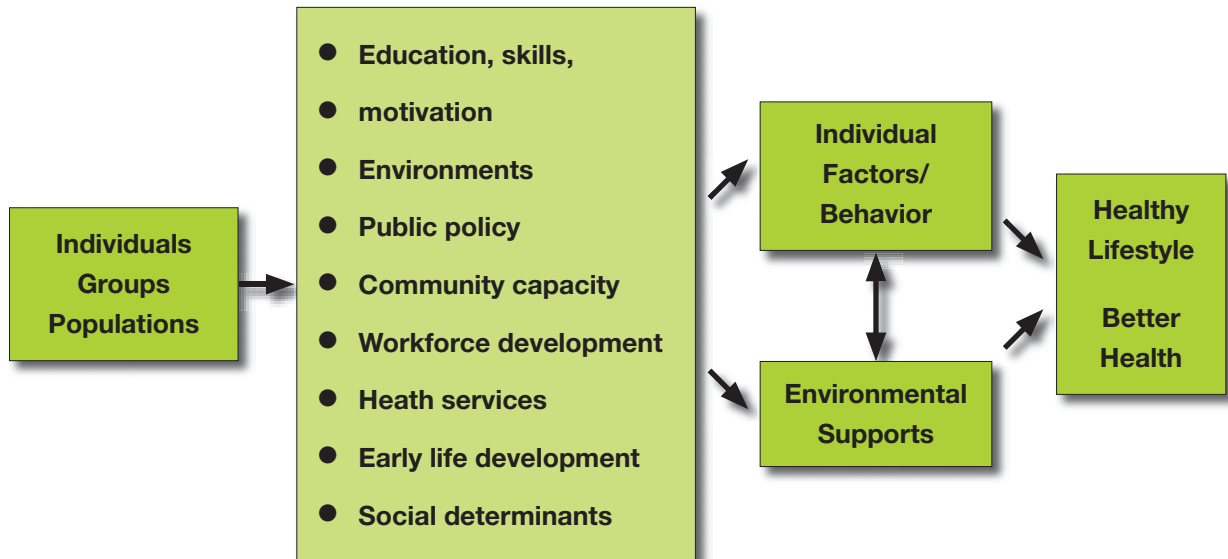 Individuals
Groups
Populations
● Education, skills,
● motivation
● Environments
● Public policy
● Community capacity
● Workforce development
● Heath services
● Early life development
● Social determinants
Individual
Factors/
Behavior
Environmental
Supports
Healthy
Lifestyle
Better
Health